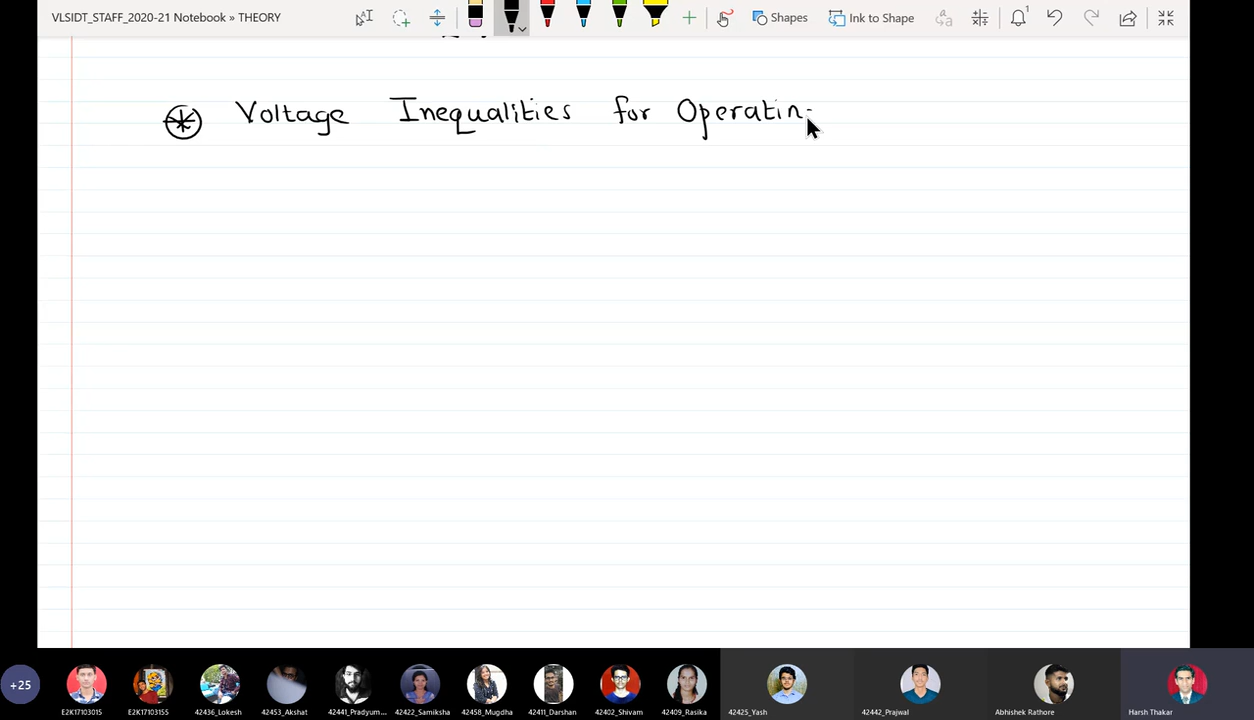 VLSIDT_STAFF_2020-21 Notebook » THEORY
Shapes
Ink to Shape
1
Voltage Inequalities for Operatin
+25
E2K17103015
E2K17103155
42436_Lokesh
42453_Akshat
42441_Pradyum...
42422_Samiksha
42458_Mugdha
42411_Darshan
42402_Shivam
42409_Rasika
42425_Yash
42442_Prajwal
Abhishek Rathore
Harsh Thakar